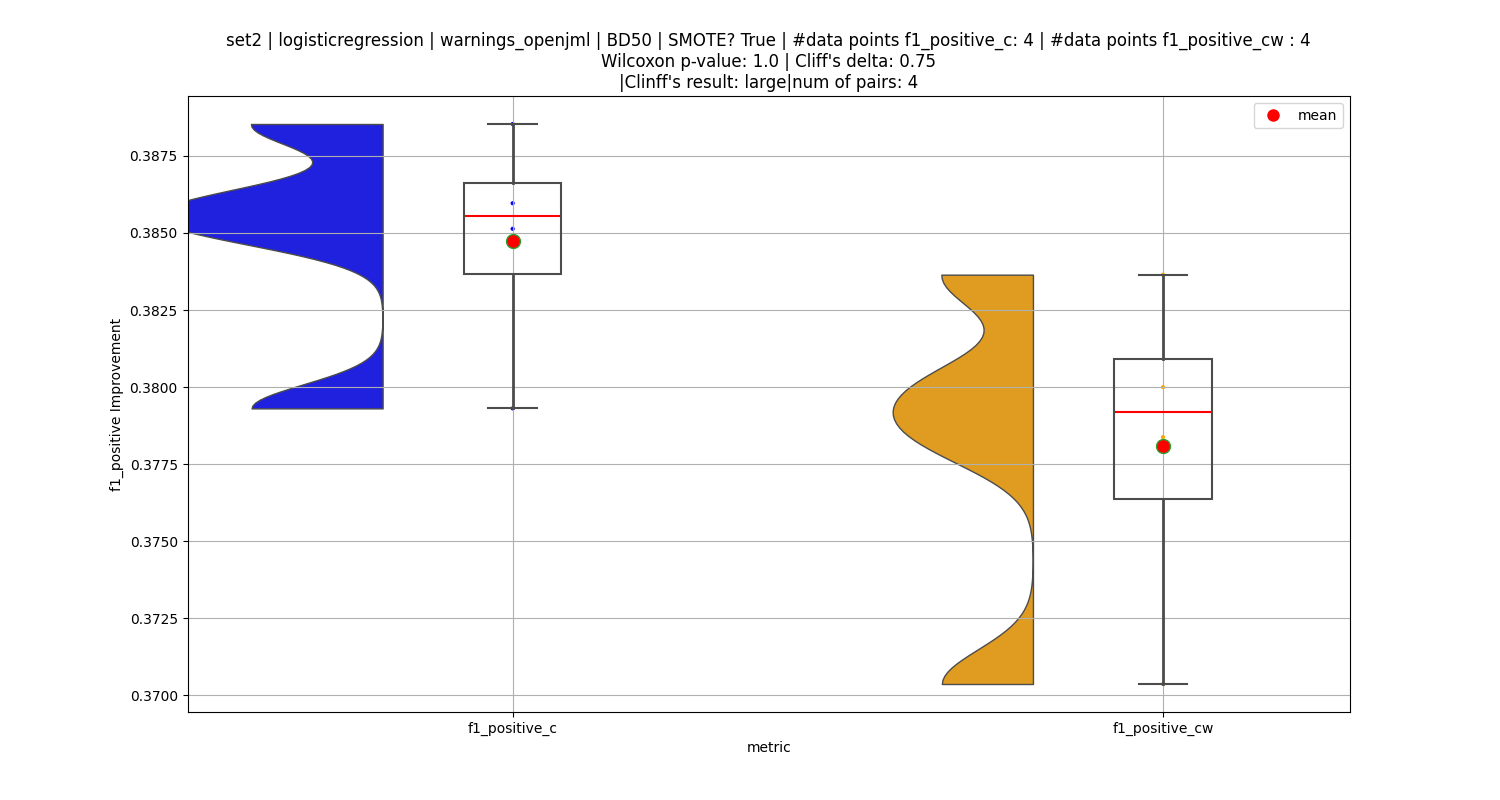 set2 | logisticregression | warnings_openjml | BD50 | SMOTE? True | #data points f1_positive_c: 4 | #data points f1_positive_cw : 4
Wilcoxon p-value: 1.0 | Cliff's delta: 0.75
|Clinff's result: large|num of pairs: 4
mean
0.3875
0.3850
0.3825
0.3800
0.3775
0.3750
0.3725
0.3700
f1_positive Improvement
f1_positive_c
f1_positive_cw
metric